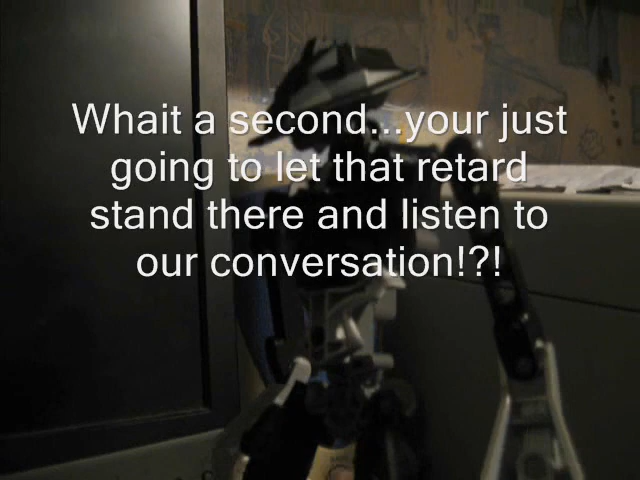 Whait a second...your just
going to let that retard
stand there and listen to
our conversation!?!